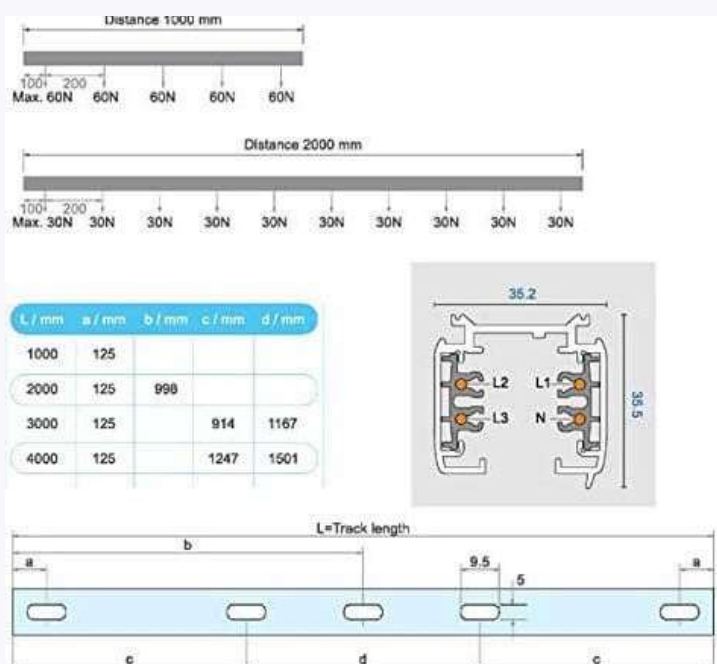 Distance 1000 mm
100 200
Max. 60N 60N 60N 60N 60N
Distance 2000 mm
100 200
Max. 30N 30N 30N 30N 30N 30N 30N 30N 30N 30N
L / mm a / mm b / mm c / mm d / mm
1000 125
2000 125 998
3000 125 914 1167
4000 125 1247 1501
35.2
L2 L1
L3 N
35.5
L=Track length
b
a 9.5 a
5
c d c